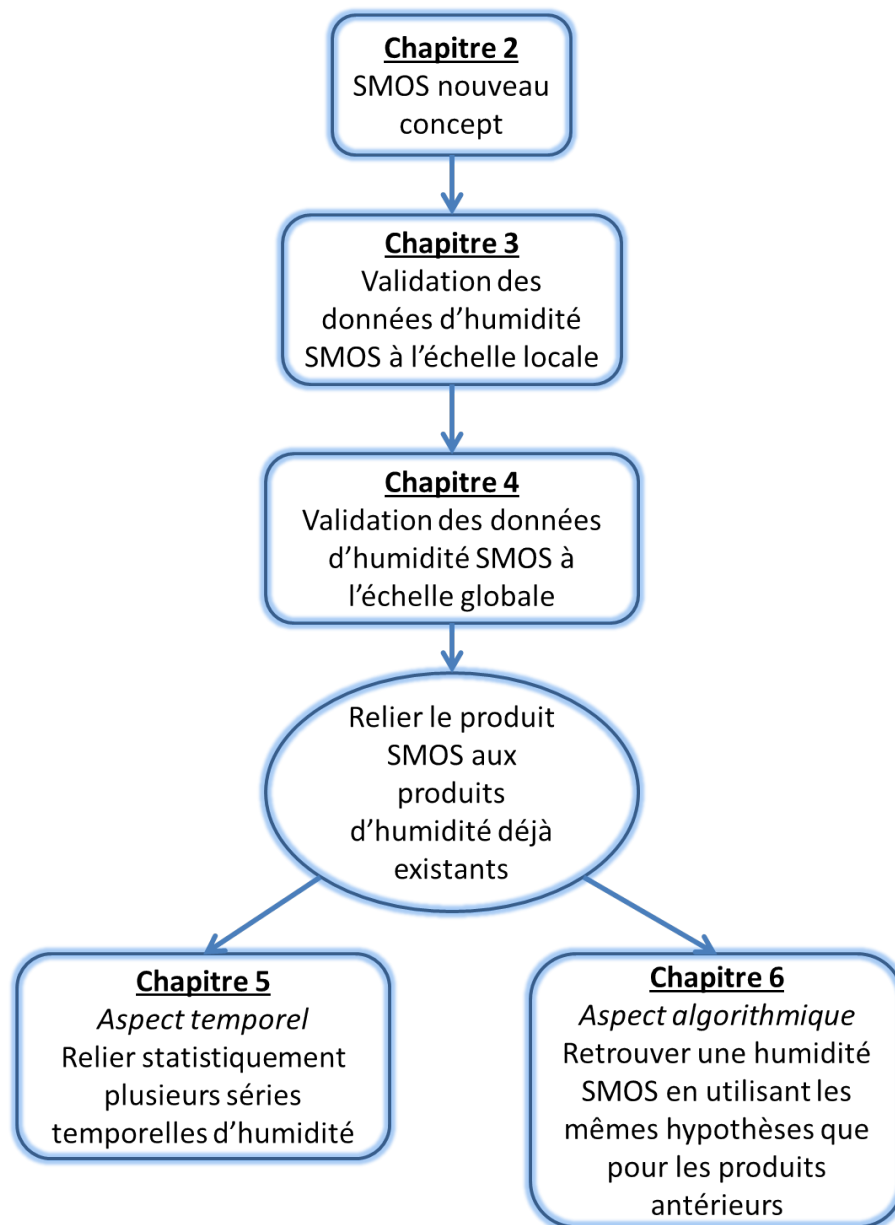 Chapitre 2
SMOS nouveau
concept
Chapitre 3
Validation des
données d’humidité
SMOS à l’échelle locale
Chapitre 4
Validation des données
d’humidité SMOS à
l’échelle globale
Relier le produit
SMOS aux
produits
d’humidité déjà
existants
Chapitre 5
Aspect temporel
Relier statistiquement
plusieurs séries
temporelles d’humidité
Chapitre 6
Aspect algorithmique
Retrouver une humidité
SMOS en utilisant les
mêmes hypothèses que
pour les produits
antérieurs